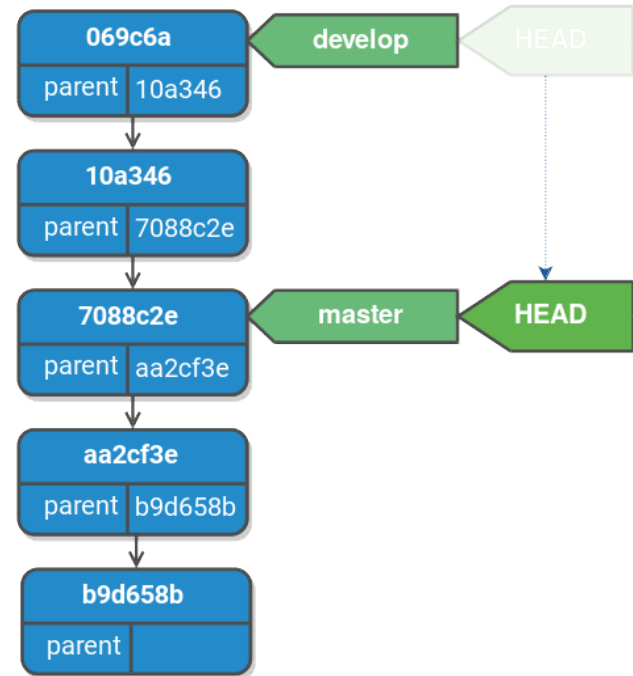 069c6a develop HEAD
parent 10a346
10a346
parent 7088c2e
7088c2e master HEAD
parent aa2cf3e
aa2cf3e
parent b9d658b
b9d658b
parent